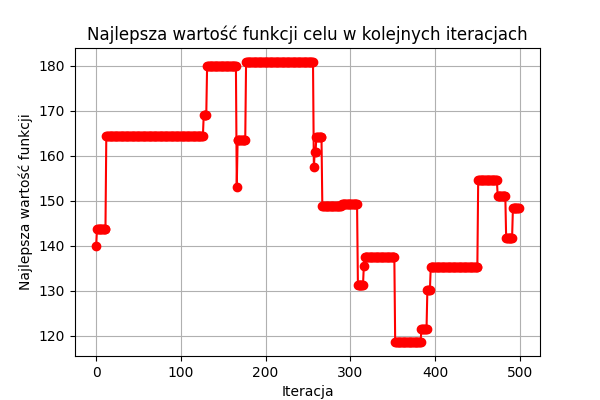 Najlepsza wartość funkcji celu w kolejnych iteracjach
Najlepsza wartość funkcji
180
170
160
150
140
130
120
0 100 200 300 400 500
Iteracja